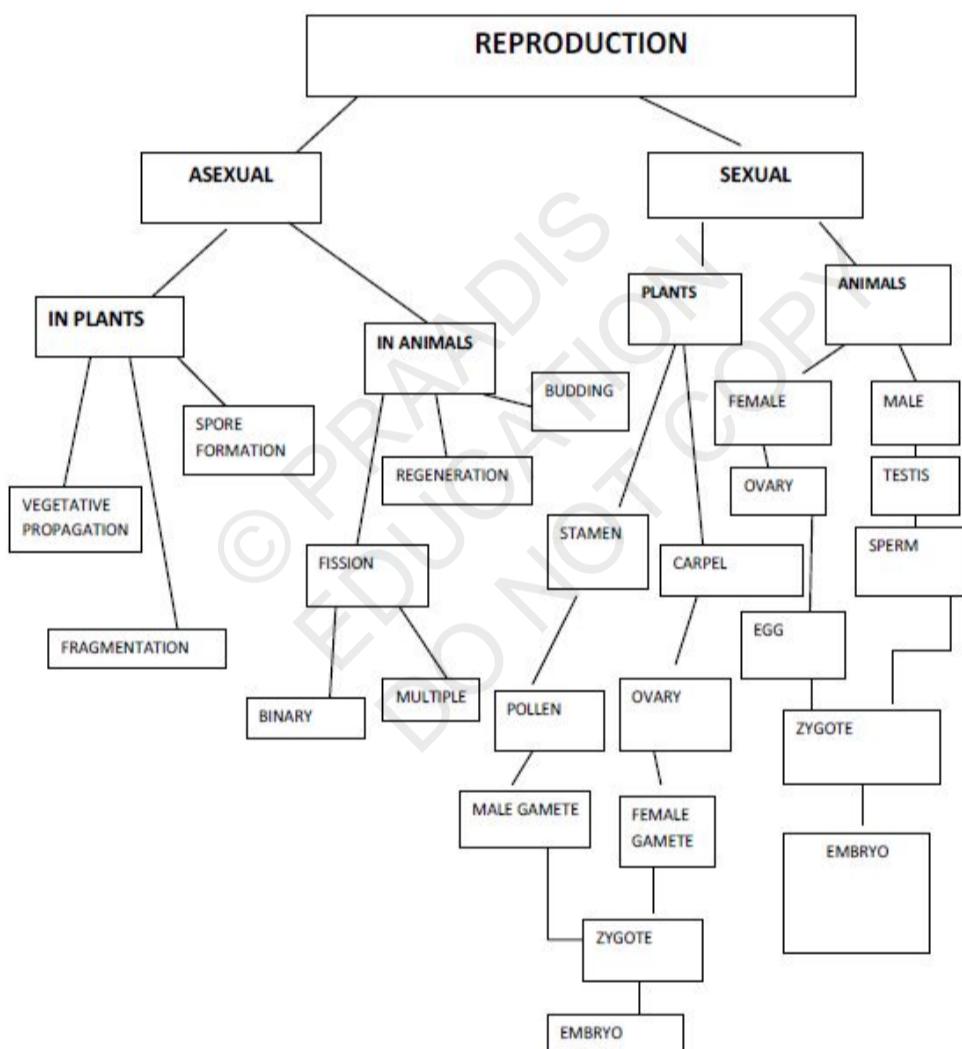 REPRODUCTION
ASEXUAL
SEXUAL
IN PLANTS
IN ANIMALS
PLANTS
ANIMALS
VEGETATIVE
PROPAGATION
SPORE
FORMATION
FRAGMENTATION
BUDDING
REGENERATION
FISSION
BINARY
MULTIPLE
STAMEN
CARPEL
POLLEN
OVARY
MALE GAMETE
FEMALE
GAMETE
ZYGOTE
EMBRYO
FEMALE
MALE
OVARY
TESTIS
EGG
SPERM
ZYGOTE
EMBRYO
© PRAADIS
EDUCATION
DO NOT COPY